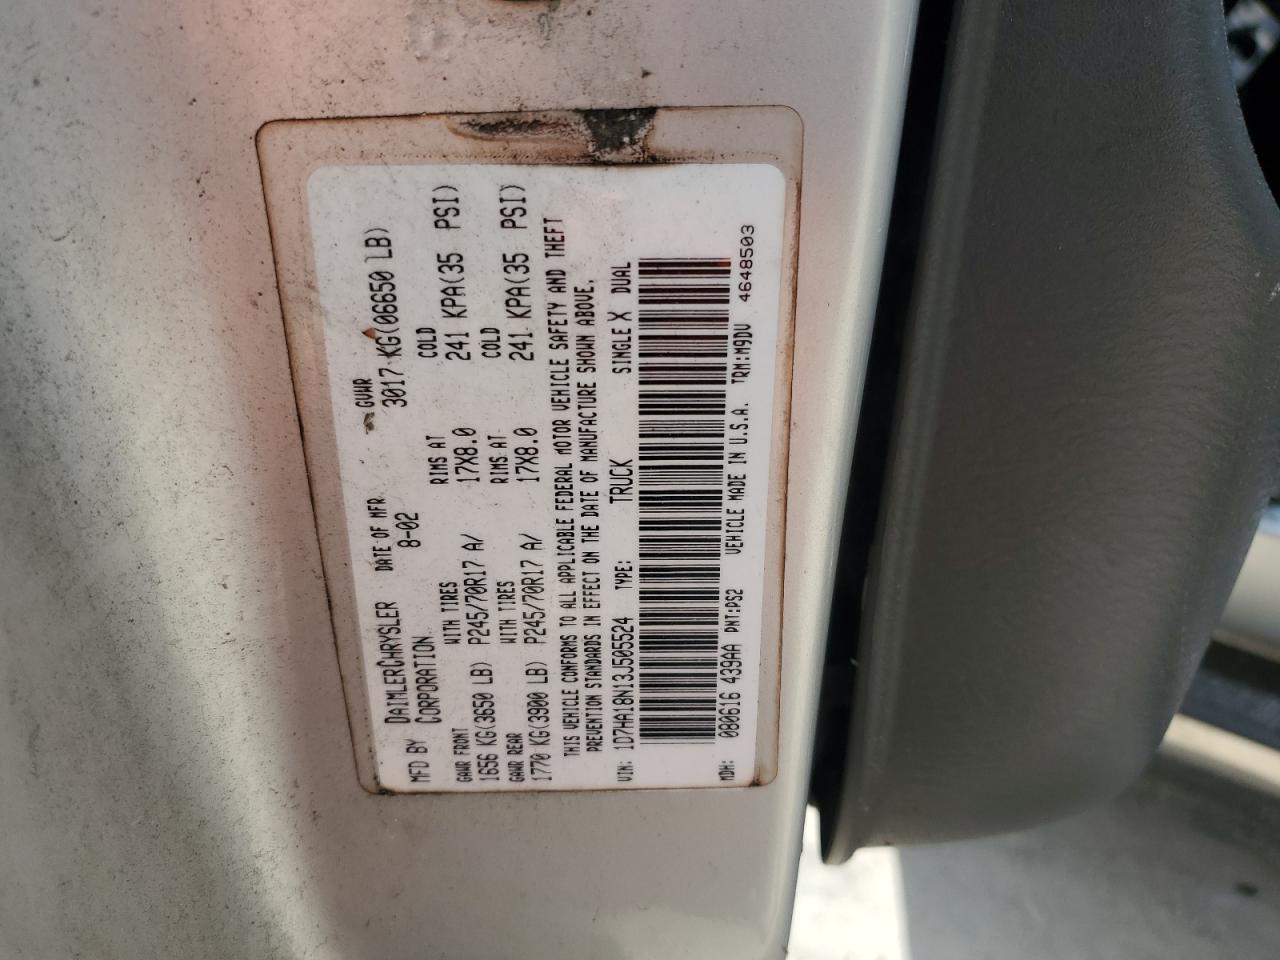 MFD BY DAIMLERCHRYSLER DATE OF MFR GVWR
CORPORATION 8-02 3017 KG(06650 LB)
GAWR FRONT WITH TIRES RIMS AT COLD
1656 KG(3650 LB) P245/70R17 A/ 17X8.0 241 KPA(35 PSI)
GAWR REAR WITH TIRES RIMS AT COLD
1770 KG(3900 LB) P245/70R17 A/ 17X8.0 241 KPA(35 PSI)
THIS VEHICLE CONFORMS TO ALL APPLICABLE FEDERAL MOTOR VEHICLE SAFETY AND THEFT
PREVENTION STANDARDS IN EFFECT ON THE DATE OF MANUFACTURE SHOWN ABOVE.
VIN: 1D7HA18N13J505524 TYPE: TRUCK SINGLE X DUAL
MDH: 080616 439AA PNT:PS2 VEHICLE MADE IN U.S.A. TRM:M9DV 4648503